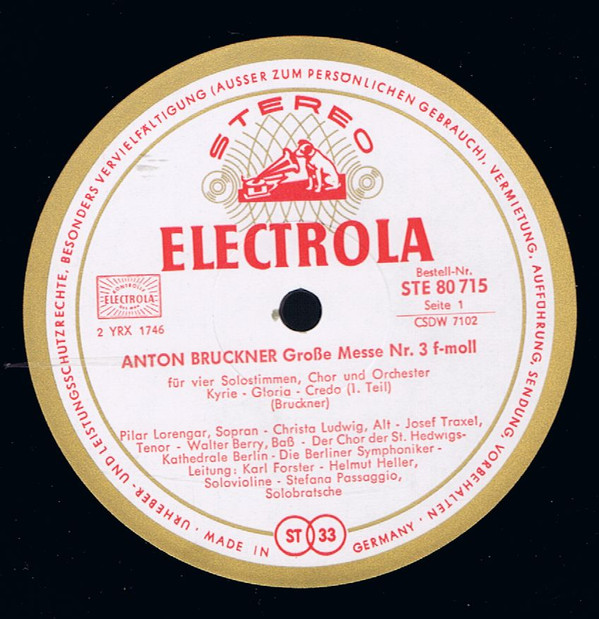 URHEBER- UND LEISTUNGSSCHUTZRECHTE, BESONDERS VERVIELFÄLTIGUNG (AUSSER ZUM PERSÖNLICHEN GEBRAUCH), VERMIETUNG, AUFFÜHRUNG, SENDUNG VORBEHALTEN · MADE IN GERMANY ·
STEREO
ELECTROLA
Bestell-Nr.
STE 80 715
Seite 1
CSDW 7102
ELECTROLA
2 YRX 1746
ANTON BRUCKNER Große Messe Nr. 3 f-moll
für vier Solostimmen, Chor und Orchester
Kyrie - Gloria - Credo (1. Teil)
(Bruckner)
Pilar Lorengar, Sopran - Christa Ludwig, Alt - Josef Traxel,
Tenor - Walter Berry, Baß - Der Chor der St. Hedwigs-
Kathedrale Berlin - Die Berliner Symphoniker -
Leitung: Karl Forster - Helmut Heller,
Solovioline - Stefana Passaggio,
Solobratsche
ST 33